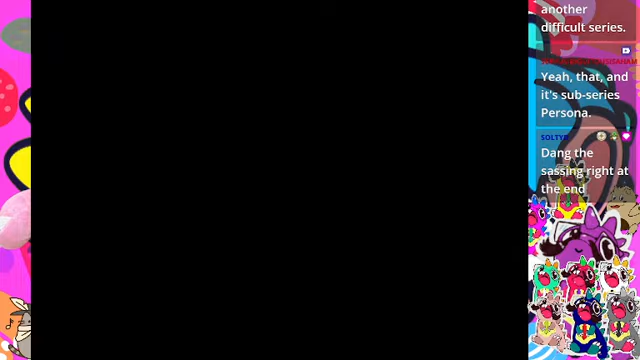 another
difficult series.
Yeah, that, and
it's sub-series
Persona.
Dang the
sassing right at
the end